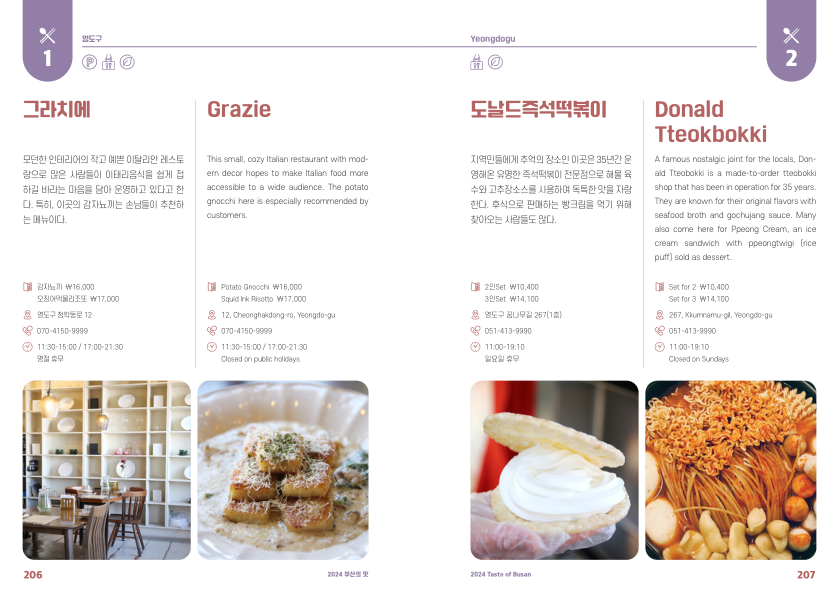 1
영도구
그라치에
모던한 인테리어의 작고 예쁜 이탈리안 레스토
랑으로 많은 사람들이 이태리음식을 쉽게 접
하길 바라는 마음을 담아 운영하고 있다고 한
다. 특히, 이곳의 감자뇨끼는 손님들이 추천하
는 메뉴이다.
감자뇨끼 ₩16,000
오징어먹물리조또 ₩17,000
영도구 청학동로 12
070-4150-9999
11:30-15:00 / 17:00-21:30
명절 휴무
Grazie
This small, cozy Italian restaurant with mod-
ern decor hopes to make Italian food more
accessible to a wide audience. The potato
gnocchi here is especially recommended by
customers.
Potato Gnocchi ₩16,000
Squid Ink Risotto ₩17,000
12, Cheonghakdong-ro, Yeongdo-gu
070-4150-9999
11:30-15:00 / 17:00-21:30
Closed on public holidays
206
2024 부산의 맛
Yeongdogu
2
도날드즉석떡볶이
지역민들에게 추억의 장소인 이곳은 35년간 운
영해온 유명한 즉석떡볶이 전문점으로 해물 육
수와 고추장소스를 사용하여 독특한 맛을 자랑
한다. 후식으로 판매하는 뻥크림을 먹기 위해
찾아오는 사람들도 많다.
2인Set ₩10,400
3인Set ₩14,100
영도구 꿈나무길 267(1층)
051-413-9990
11:00-19:10
일요일 휴무
Donald
Tteokbokki
A famous nostalgic joint for the locals, Don-
ald Tteobokki is a made-to-order tteobokki
shop that has been in operation for 35 years.
They are known for their original flavors with
seafood broth and gochujang sauce. Many
also come here for Ppeong Cream, an ice
cream sandwich with ppeongtwigi (rice
puff) sold as dessert.
Set for 2 ₩10,400
Set for 3 ₩14,100
267, Kkumnamu-gil, Yeongdo-gu
051-413-9990
11:00-19:10
Closed on Sundays
2024 Taste of Busan
207